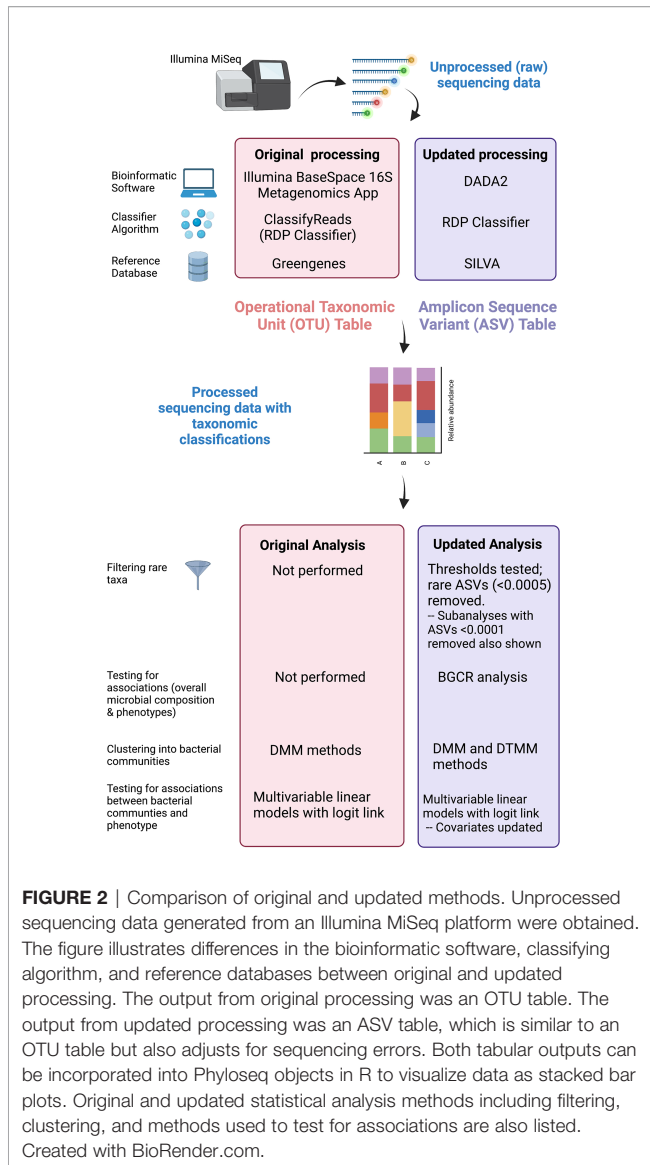 Illumina MiSeq
Unprocessed (raw)
sequencing data
Original processing
Updated processing
Bioinformatic
Software
Illumina BaseSpace 16S
Metagenomics App
DADA2
Classifier
Algorithm
ClassifyReads
(RDP Classifier)
RDP Classifier
Reference
Database
Greengenes
SILVA
Operational Taxonomic
Unit (OTU) Table
Amplicon Sequence
Variant (ASV) Table
Processed
sequencing data with
taxonomic
classifications
Relative abundance
A
B
C
Original Analysis
Updated Analysis
Filtering rare
taxa
Not performed
Thresholds tested;
rare ASVs (<0.0005)
removed.
-- Subanalyses with
ASVs <0.0001
removed also shown
Testing for
associations (overall
microbial composition
& phenotypes)
Not performed
BGCR analysis
Clustering into bacterial
communities
DMM methods
DMM and DTMM
methods
Testing for associations
between bacterial
communties and
phenotype
Multivariable linear
models with logit link
Multivariable linear
models with logit link
-- Covariates updated
FIGURE 2 | Comparison of original and updated methods. Unprocessed
sequencing data generated from an Illumina MiSeq platform were obtained.
The figure illustrates differences in the bioinformatic software, classifying
algorithm, and reference databases between original and updated
processing. The output from original processing was an OTU table. The
output from updated processing was an ASV table, which is similar to an
OTU table but also adjusts for sequencing errors. Both tabular outputs can
be incorporated into Phyloseq objects in R to visualize data as stacked bar
plots. Original and updated statistical analysis methods including filtering,
clustering, and methods used to test for associations are also listed.
Created with BioRender.com.